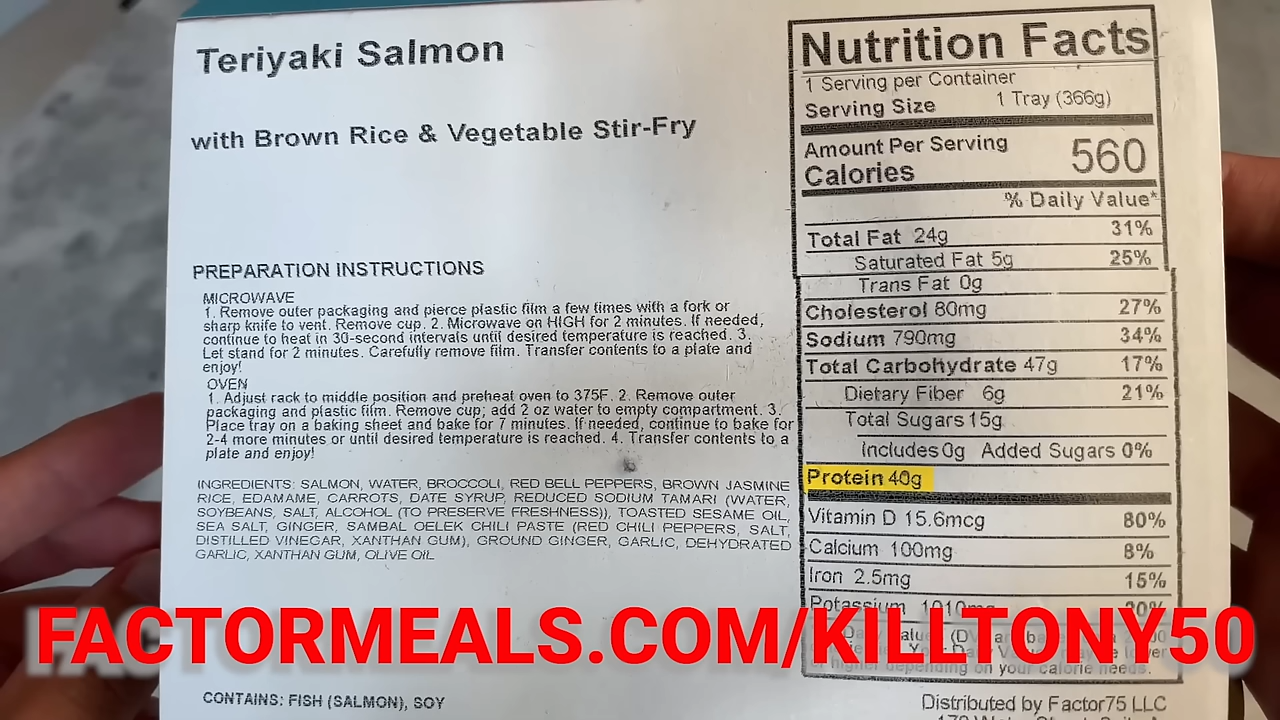 Teriyaki Salmon
with Brown Rice & Vegetable Stir-Fry
PREPARATION INSTRUCTIONS
MICROWAVE
1. Remove outer packaging and pierce plastic film a few times with a fork or
sharp knife to vent. Remove cup. 2. Microwave on HIGH for 2 minutes. If needed,
continue to heat in 30-second intervals until desired temperature is reached. 3.
Let stand for 2 minutes. Carefully remove film. Transfer contents to a plate and
enjoy!
OVEN
1. Adjust rack to middle position and preheat oven to 375F. 2. Remove outer
packaging and plastic film. Remove cup; add 2 oz water to empty compartment. 3.
Place tray on a baking sheet and bake for 7 minutes. If needed, continue to bake for
2-4 more minutes or until desired temperature is reached. 4. Transfer contents to a
plate and enjoy!
INGREDIENTS: SALMON, WATER, BROCCOLI, RED BELL PEPPERS, BROWN JASMINE
RICE, EDAMAME, CARROTS, DATE SYRUP, REDUCED SODIUM TAMARI (WATER,
SOYBEANS, SALT, ALCOHOL (TO PRESERVE FRESHNESS)), TOASTED SESAME OIL,
SEA SALT, GINGER, SAMBAL OELEK CHILI PASTE (RED CHILI PEPPERS, SALT,
DISTILLED VINEGAR, XANTHAN GUM), GROUND GINGER, GARLIC, DEHYDRATED
GARLIC, XANTHAN GUM, OLIVE OIL
CONTAINS: FISH (SALMON), SOY
Nutrition Facts
1 Serving per Container
Serving Size 1 Tray (366g)
Amount Per Serving
Calories 560
% Daily Value*
Total Fat 24g 31%
Saturated Fat 5g 25%
Trans Fat 0g
Cholesterol 80mg 27%
Sodium 790mg 34%
Total Carbohydrate 47g 17%
Dietary Fiber 6g 21%
Total Sugars 15g
Includes 0g Added Sugars 0%
Protein 40g
Vitamin D 15.6mcg 80%
Calcium 100mg 8%
Iron 2.5mg 15%
Potassium 1010mg 20%
or higher depending on your calorie needs.
Distributed by Factor75 LLC
FACTORMEALS.COM/KILLTONY50